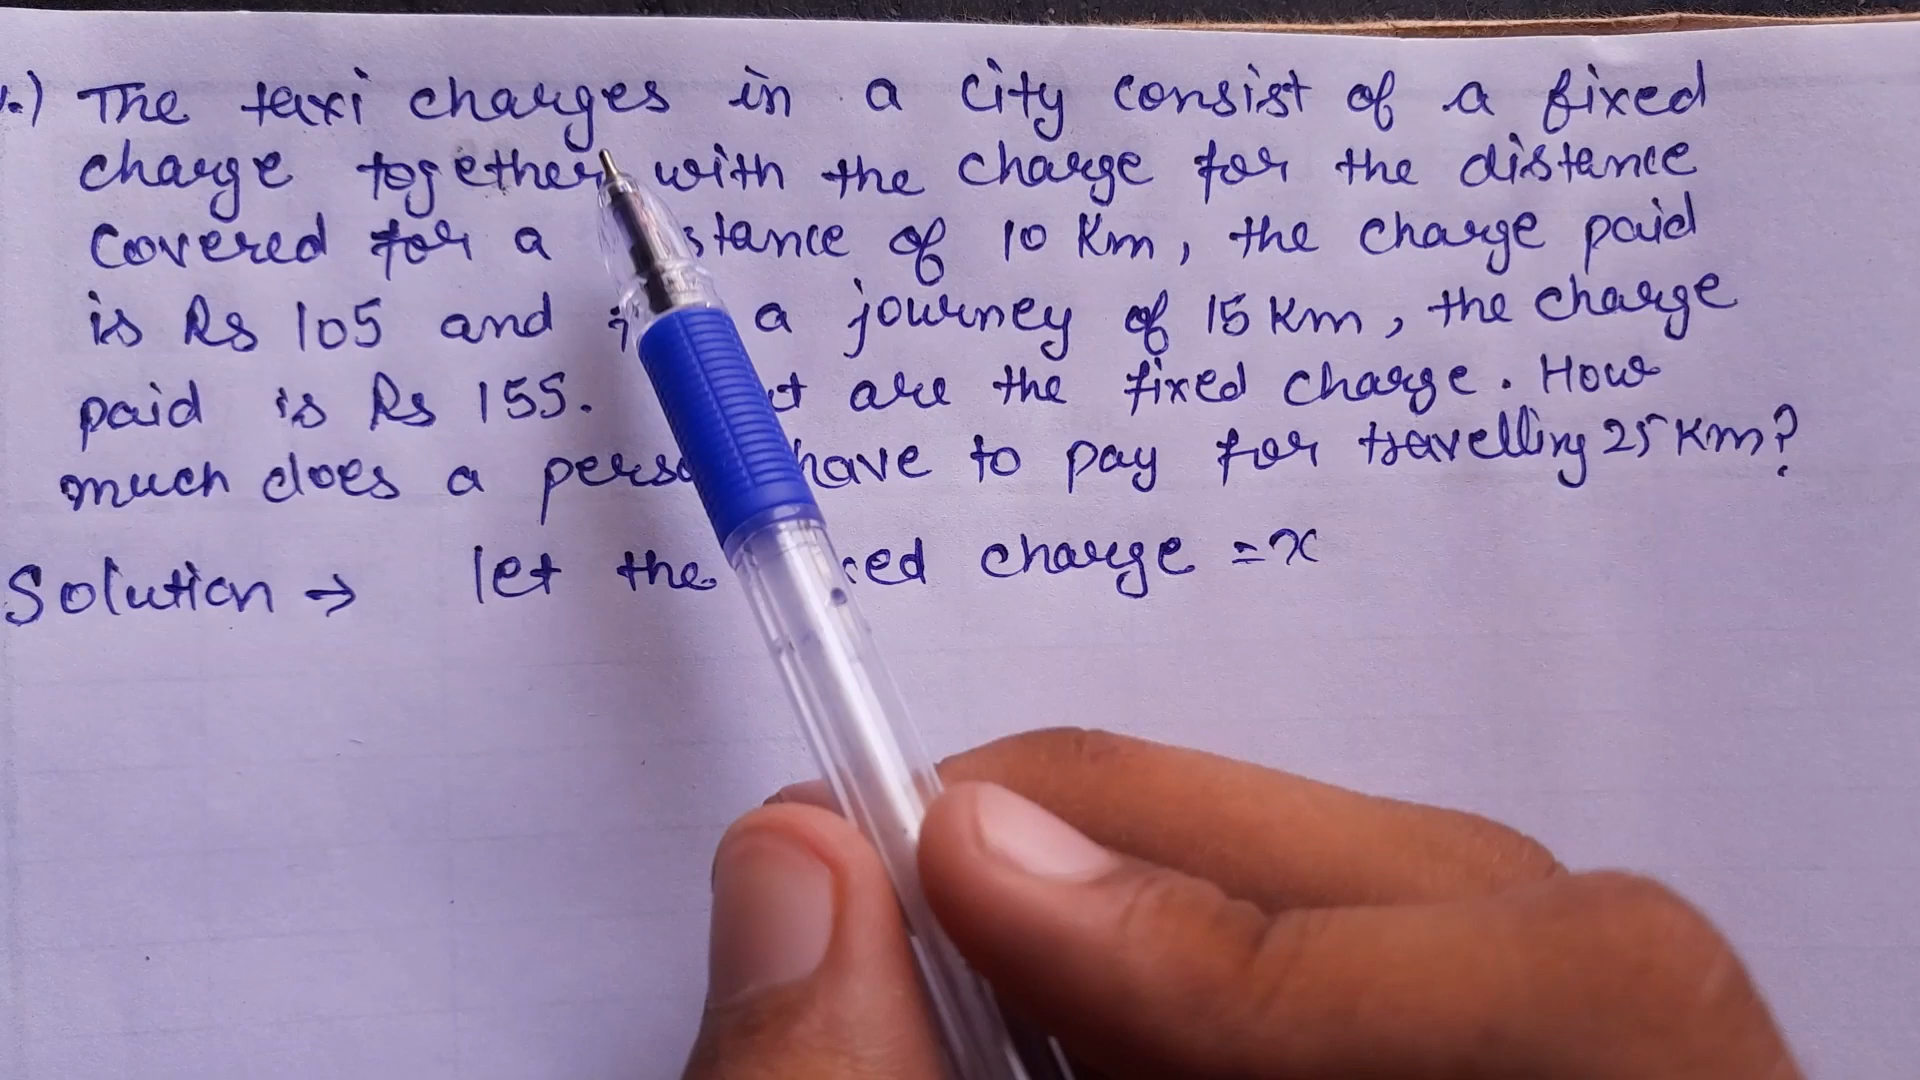 .) The taxi charges in a city consist of a fixed
charge together with the charge for the distance
covered for a stance of 10 Km, the charge paid
is Rs 105 and a journey of 15 Km, the charge
paid is Rs 155. are the fixed charge. How
much does a perso have to pay for travelling 25 Km?
Solution → let the ed charge = x